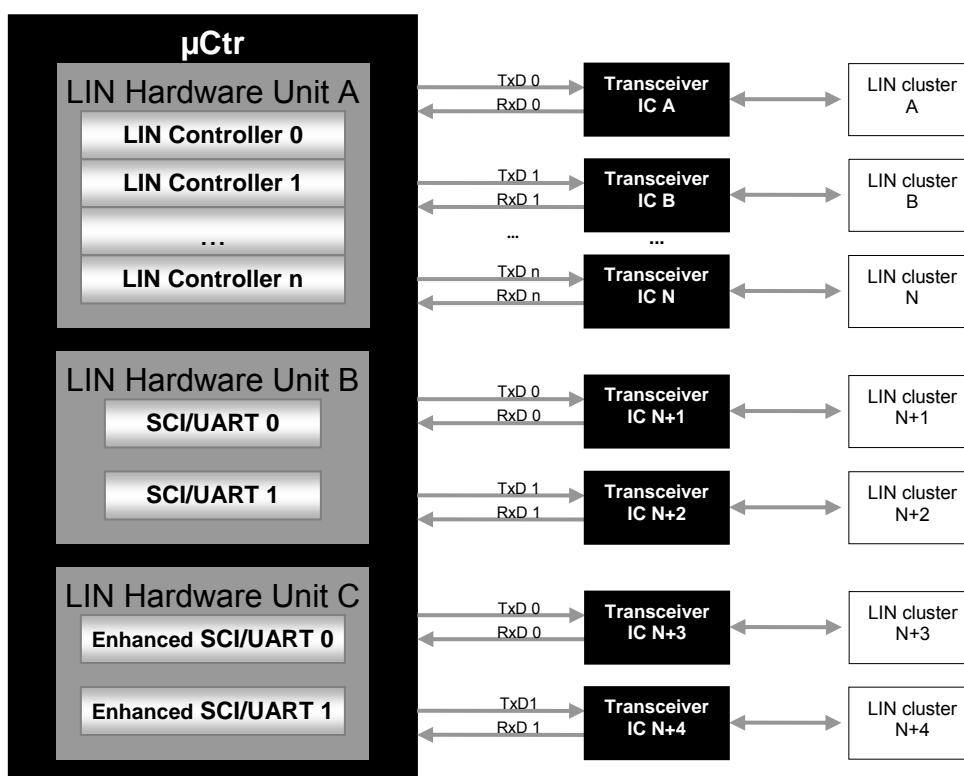 µCtr
LIN Hardware Unit A
LIN Controller 0
LIN Controller 1
...
LIN Controller n
TxD 0
RxD 0
Transceiver
IC A
LIN cluster
A
TxD 1
RxD 1
Transceiver
IC B
LIN cluster
B
...
...
TxD n
RxD n
Transceiver
IC N
LIN cluster
N
LIN Hardware Unit B
SCI/UART 0
SCI/UART 1
TxD 0
RxD 0
Transceiver
IC N+1
LIN cluster
N+1
TxD 1
RxD 1
Transceiver
IC N+2
LIN cluster
N+2
LIN Hardware Unit C
Enhanced SCI/UART 0
Enhanced SCI/UART 1
TxD 0
RxD 0
Transceiver
IC N+3
LIN cluster
N+3
TxD1
RxD 1
Transceiver
IC N+4
LIN cluster
N+4